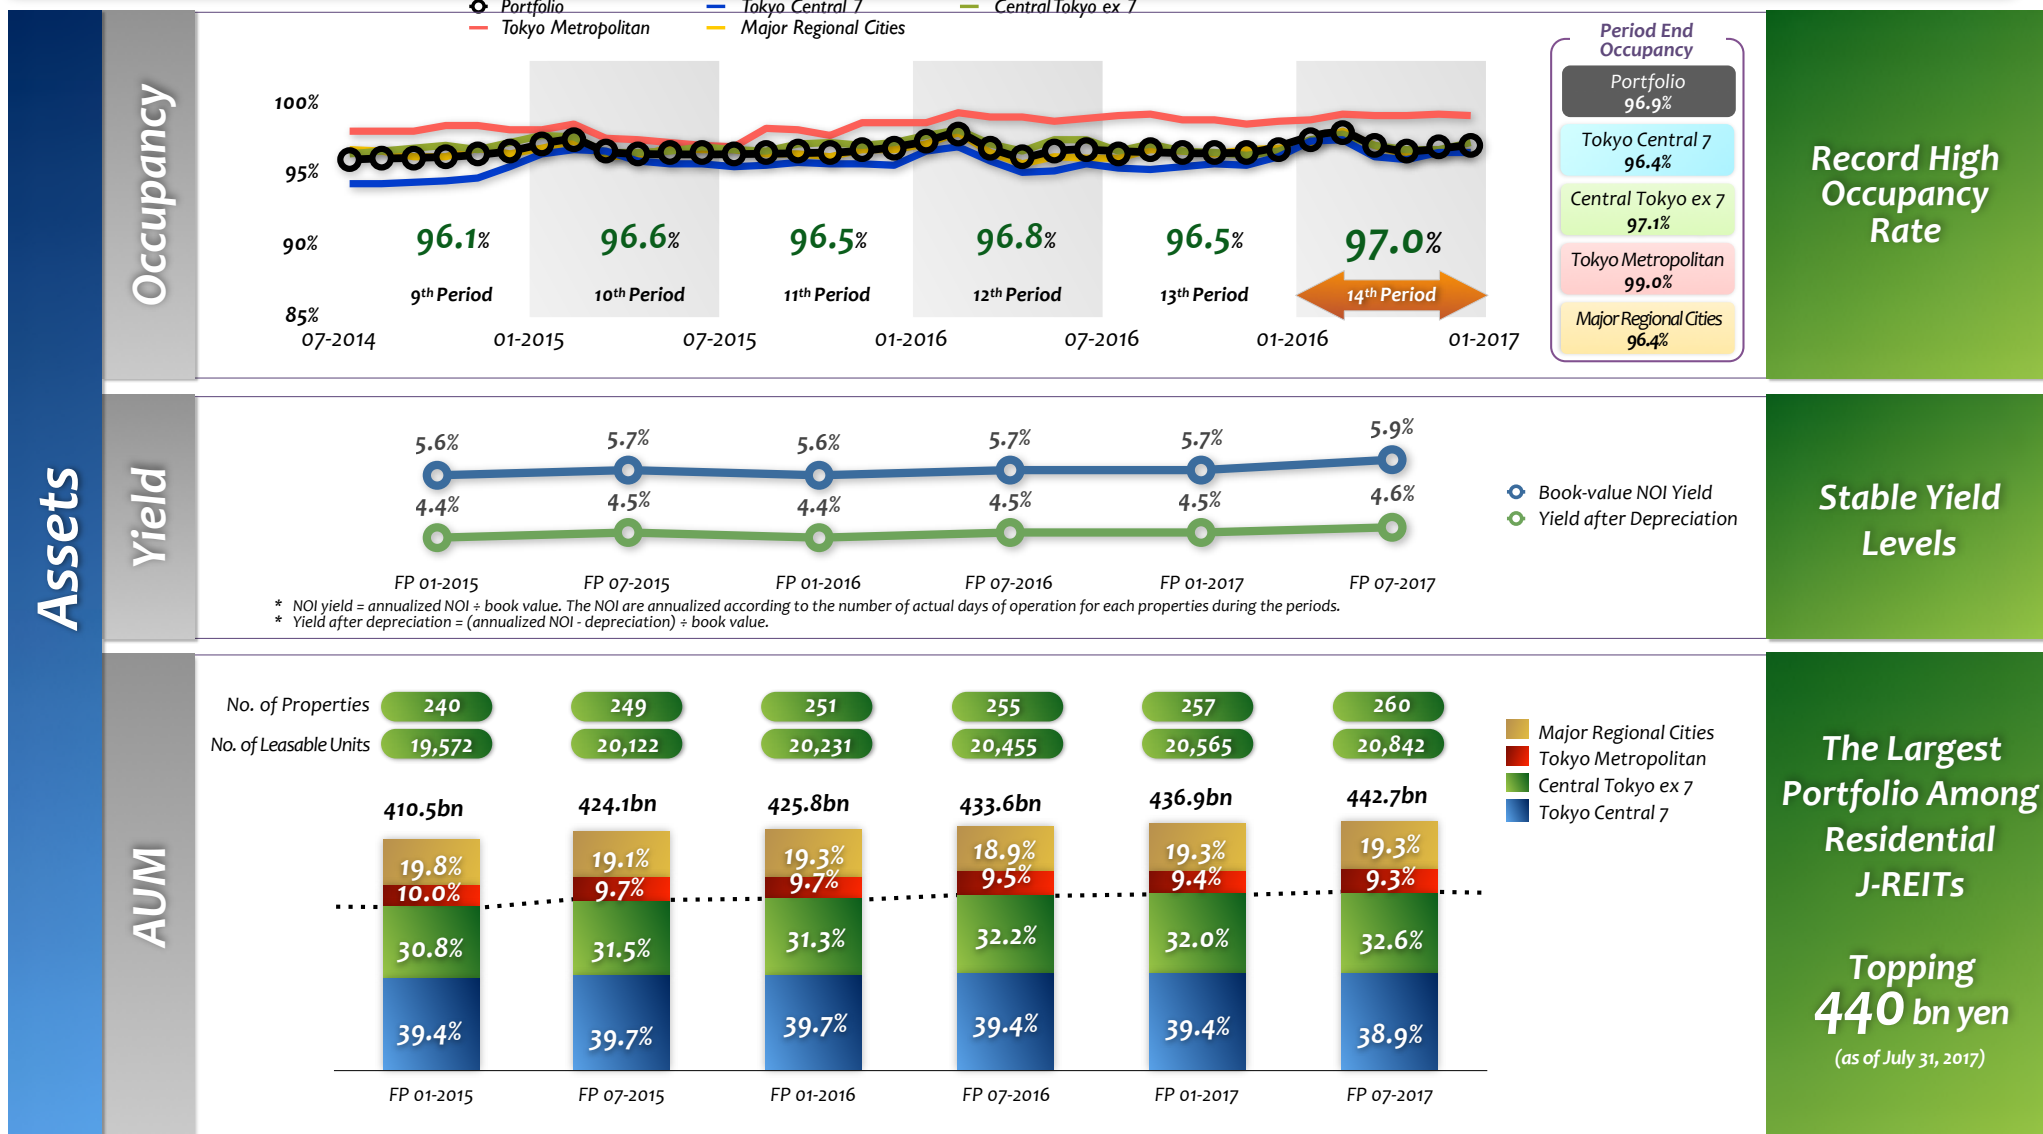 Portfolio
Tokyo Central 7
Central Tokyo ex 7
Tokyo Metropolitan
Major Regional Cities
Assets
Occupancy
100%
95%
90%
85%
96.1%
96.6%
96.5%
96.8%
96.5%
97.0%
9th Period
10th Period
11th Period
12th Period
13th Period
14th Period
07-2014
01-2015
07-2015
01-2016
07-2016
01-2016
01-2017
Period End
Occupancy
Portfolio
96.9%
Tokyo Central 7
96.4%
Central Tokyo ex 7
97.1%
Tokyo Metropolitan
99.0%
Major Regional Cities
96.4%
Record High
Occupancy
Rate
Yield
5.6%
5.7%
5.6%
5.7%
5.7%
5.9%
4.4%
4.5%
4.4%
4.5%
4.5%
4.6%
FP 01-2015
FP 07-2015
FP 01-2016
FP 07-2016
FP 01-2017
FP 07-2017
Book-value NOI Yield
Yield after Depreciation
* NOI yield = annualized NOI ÷ book value. The NOI are annualized according to the number of actual days of operation for each properties during the periods.
* Yield after depreciation = (annualized NOI - depreciation) ÷ book value.
Stable Yield
Levels
AUM
No. of Properties
240
249
251
255
257
260
No. of Leasable Units
19,572
20,122
20,231
20,455
20,565
20,842
410.5bn
424.1bn
425.8bn
433.6bn
436.9bn
442.7bn
19.8%
19.1%
19.3%
18.9%
19.3%
19.3%
10.0%
9.7%
9.7%
9.5%
9.4%
9.3%
30.8%
31.5%
31.3%
32.2%
32.0%
32.6%
39.4%
39.7%
39.7%
39.4%
39.4%
38.9%
FP 01-2015
FP 07-2015
FP 01-2016
FP 07-2016
FP 01-2017
FP 07-2017
Major Regional Cities
Tokyo Metropolitan
Central Tokyo ex 7
Tokyo Central 7
The Largest
Portfolio Among
Residential
J-REITs
Topping
440 bn yen
(as of July 31, 2017)